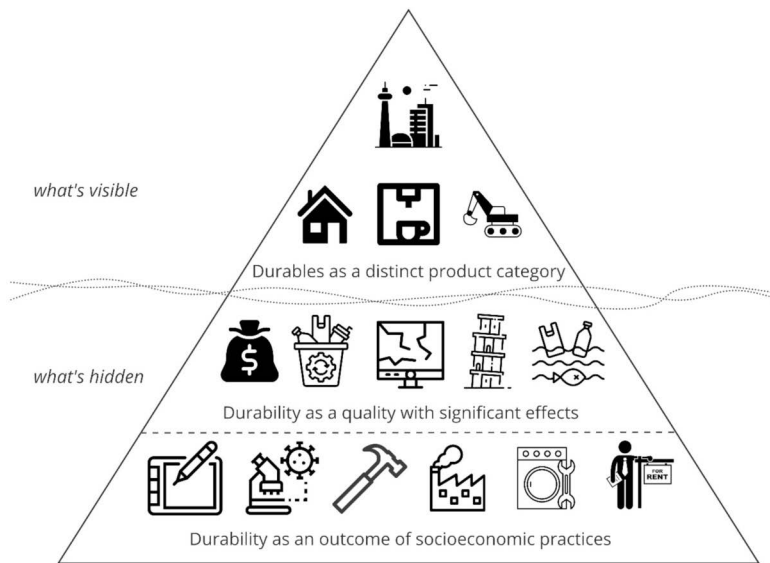 what's visible
Durables as a distinct product category
what's hidden
$
Durability as a quality with significant effects
FOR
RENT
Durability as an outcome of socioeconomic practices